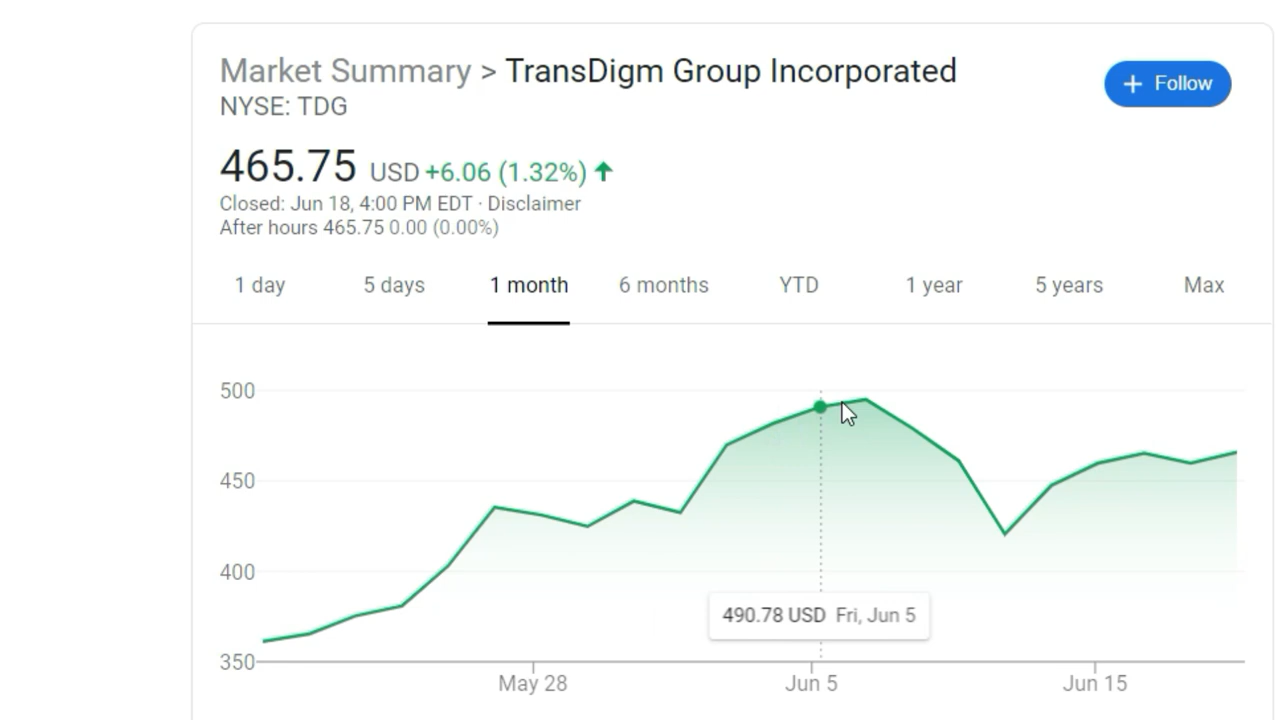 Market Summary > TransDigm Group Incorporated
NYSE: TDG
+ Follow
465.75 USD +6.06 (1.32%) ↑
Closed: Jun 18, 4:00 PM EDT · Disclaimer
After hours 465.75 0.00 (0.00%)
1 day 5 days 1 month 6 months YTD 1 year 5 years Max
500
450
400
490.78 USD Fri, Jun 5
350
May 28 Jun 5 Jun 15